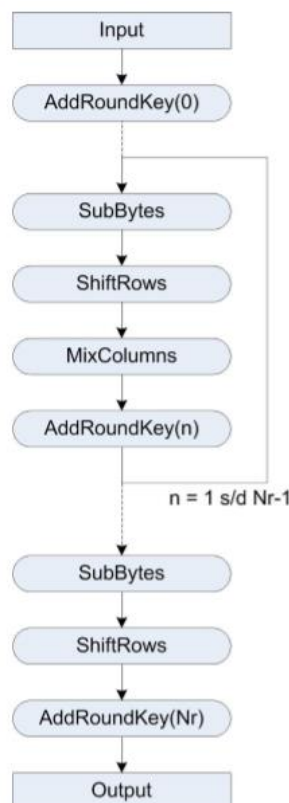 Input
AddRoundKey(0)
SubBytes
ShiftRows
MixColumns
AddRoundKey(n)
n = 1 s/d Nr-1
SubBytes
ShiftRows
AddRoundKey(Nr)
Output